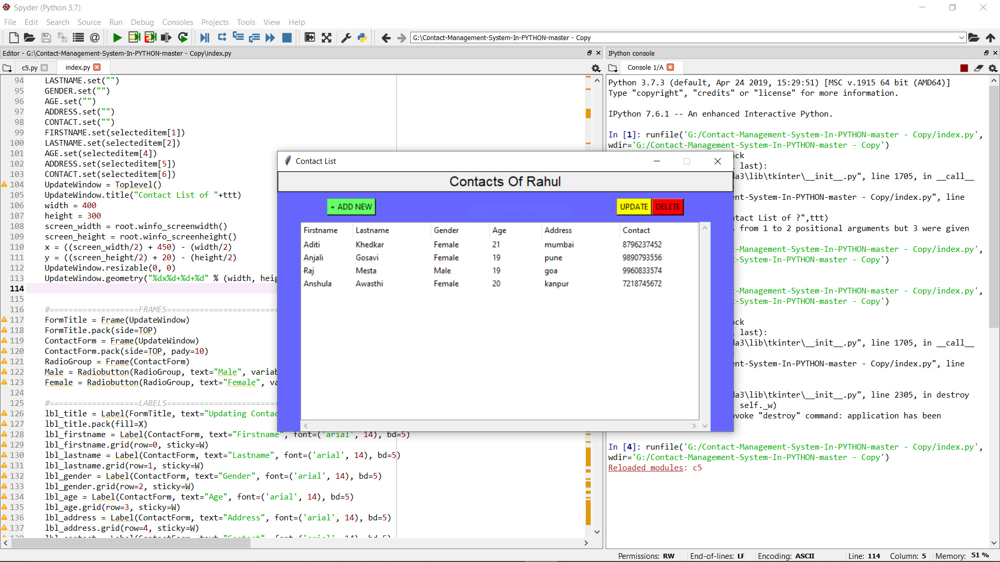 Spyder (Python 3.7)
File Edit Search Source Run Debug Consoles Projects Tools View Help
G:\Contact-Management-System-In-PYTHON-master - Copy
Editor - G:\Contact-Management-System-In-PYTHON-master - Copy\index.py
c5.py index.py
94 LASTNAME.set("")
95 GENDER.set("")
96 AGE.set("")
97 ADDRESS.set("")
98 CONTACT.set("")
99 FIRSTNAME.set(selecteditem[1])
100 LASTNAME.set(selecteditem[2])
101 AGE.set(selecteditem[4])
102 ADDRESS.set(selecteditem[5])
103 CONTACT.set(selecteditem[6])
104 UpdateWindow = Toplevel()
105 UpdateWindow.title("Contact List of "+ttt)
106 width = 400
107 height = 300
108 screen_width = root.winfo_screenwidth()
109 screen_height = root.winfo_screenheight()
110 x = ((screen_width/2) + 450) - (width/2)
111 y = ((screen_height/2) + 20) - (height/2)
112 UpdateWindow.resizable(0, 0)
113 UpdateWindow.geometry("%dx%d+%d+%d" % (width, heig
114
115
116 #===================FRAMES========================
117 FormTitle = Frame(UpdateWindow)
118 FormTitle.pack(side=TOP)
119 ContactForm = Frame(UpdateWindow)
120 ContactForm.pack(side=TOP, pady=10)
121 RadioGroup = Frame(ContactForm)
122 Male = Radiobutton(RadioGroup, text="Male", variab
123 Female = Radiobutton(RadioGroup, text="Female", va
124
125 #===================LABELS========================
126 lbl_title = Label(FormTitle, text="Updating Contac
127 lbl_title.pack(fill=X)
128 lbl_firstname = Label(ContactForm, text="Firstname", font=('arial', 14), bd=5)
129 lbl_firstname.grid(row=0, sticky=W)
130 lbl_lastname = Label(ContactForm, text="Lastname", font=('arial', 14), bd=5)
131 lbl_lastname.grid(row=1, sticky=W)
132 lbl_gender = Label(ContactForm, text="Gender", font=('arial', 14), bd=5)
133 lbl_gender.grid(row=2, sticky=W)
134 lbl_age = Label(ContactForm, text="Age", font=('arial', 14), bd=5)
135 lbl_age.grid(row=3, sticky=W)
136 lbl_address = Label(ContactForm, text="Address", font=('arial', 14), bd=5)
137 lbl_address.grid(row=4, sticky=W)
Contact List
Contacts Of Rahul
+ ADD NEW UPDATE DELETE
Firstname Lastname Gender Age Address Contact
Aditi Khedkar Female 21 mumbai 8796237452
Anjali Gosavi Female 19 pune 9890793556
Raj Mesta Male 19 goa 9960833574
Anshula Awasthi Female 20 kanpur 7218745672
IPython console
Console 1/A
Python 3.7.3 (default, Apr 24 2019, 15:29:51) [MSC v.1915 64 bit (AMD64)]
Type "copyright", "credits" or "license" for more information.
IPython 7.6.1 -- An enhanced Interactive Python.
In [1]: runfile('G:/Contact-Management-System-In-PYTHON-master - Copy/index.py',
wdir='G:/Contact-Management-System-In-PYTHON-master - Copy')
ck
last):
da3\lib\tkinter\__init__.py", line 1705, in __call__
ct-Management-System-In-PYTHON-master - Copy/index.py", line
ntact List of ?",ttt)
s from 1 to 2 positional arguments but 3 were given
ct-Management-System-In-PYTHON-master - Copy/index.py',
t-System-In-PYTHON-master - Copy')
ct-Management-System-In-PYTHON-master - Copy/index.py',
t-System-In-PYTHON-master - Copy')
ck
last):
da3\lib\tkinter\__init__.py", line 1705, in __call__
ct-Management-System-In-PYTHON-master - Copy/index.py", line
da3\lib\tkinter\__init__.py", line 2305, in destroy
self._w)
nvoke "destroy" command: application has been
In [4]: runfile('G:/Contact-Management-System-In-PYTHON-master - Copy/index.py',
wdir='G:/Contact-Management-System-In-PYTHON-master - Copy')
Reloaded modules: c5
Permissions: RW End-of-lines: LF Encoding: ASCII Line: 114 Column: 5 Memory: 51 %